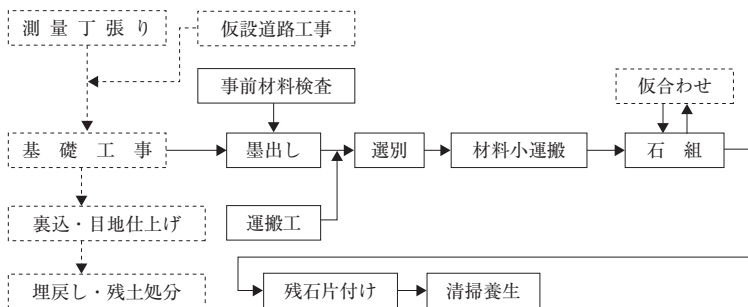 測量丁張り
仮設道路工事
事前材料検査
仮合わせ
基礎工事
墨出し
選別
材料小運搬
石組
裏込・目地仕上げ
運搬工
埋戻し・残土処分
残石片付け
清掃養生